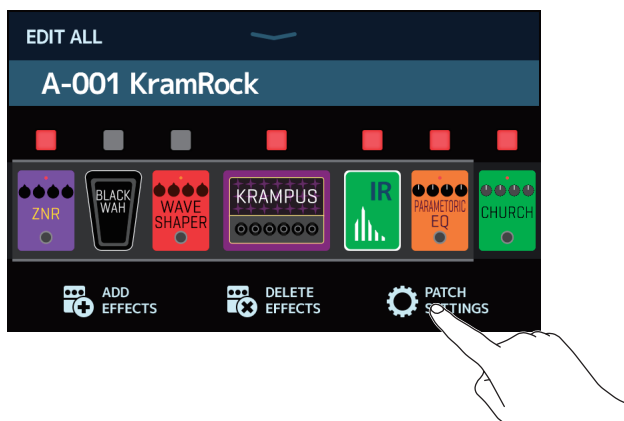 EDIT ALL
A-001 KramRock
ZNR
BLACK
WAH
WAVE
SHAPER
KRAMPUS
IR
PARAMETORIC
EQ
CHURCH
ADD
EFFECTS
DELETE
EFFECTS
PATCH
SETTINGS